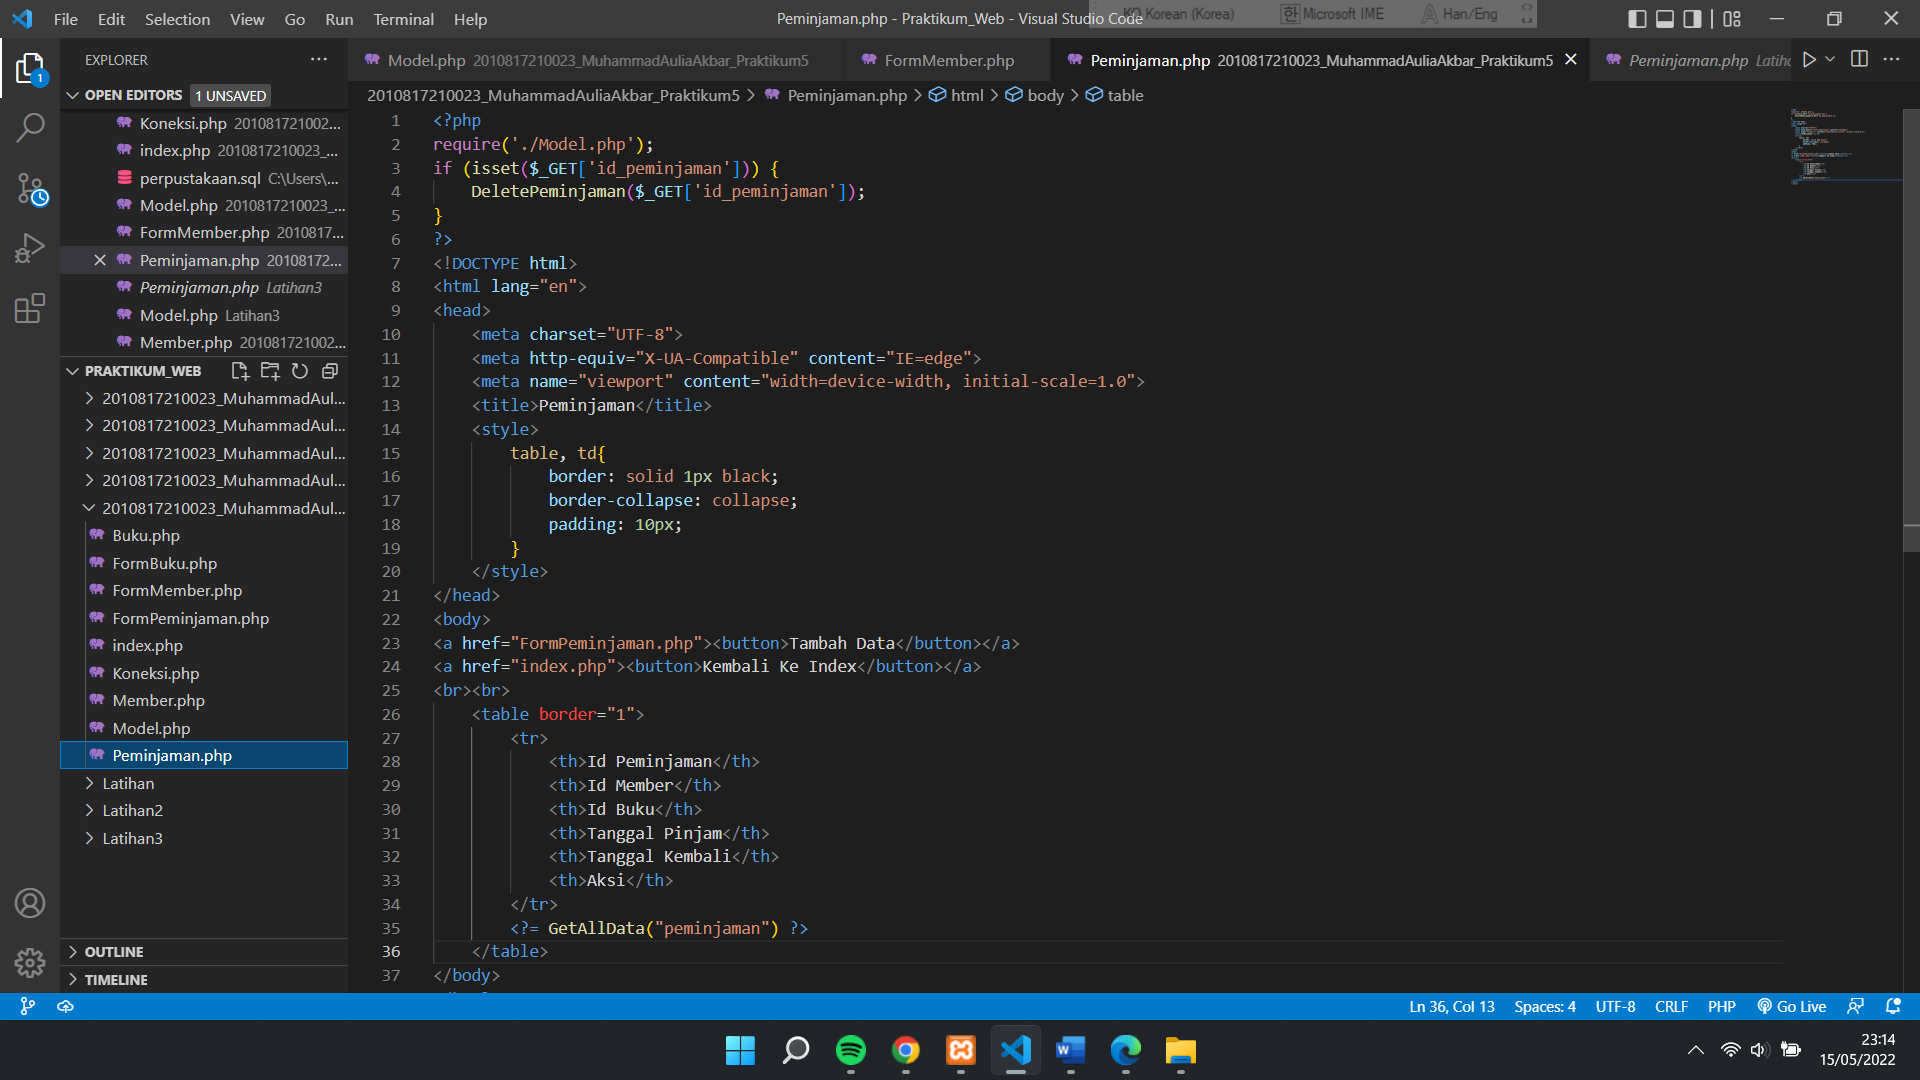 File Edit Selection View Go Run Terminal Help
Peminjaman.php - Praktikum_Web - Visual Studio Code
KO Korean (Korea) 한 Microsoft IME A Han/Eng
EXPLORER
OPEN EDITORS 1 UNSAVED
Koneksi.php 201081721002...
index.php 2010817210023_...
perpustakaan.sql C:\Users\...
Model.php 2010817210023_...
FormMember.php 2010817...
Peminjaman.php 20108172...
Peminjaman.php Latihan3
Model.php Latihan3
Member.php 201081721002...
PRAKTIKUM_WEB
2010817210023_MuhammadAul...
2010817210023_MuhammadAul...
2010817210023_MuhammadAul...
2010817210023_MuhammadAul...
2010817210023_MuhammadAul...
Buku.php
FormBuku.php
FormMember.php
FormPeminjaman.php
index.php
Koneksi.php
Member.php
Model.php
Peminjaman.php
Latihan
Latihan2
Latihan3
OUTLINE
TIMELINE
Model.php 2010817210023_MuhammadAuliaAkbar_Praktikum5 FormMember.php Peminjaman.php 2010817210023_MuhammadAuliaAkbar_Praktikum5 Peminjaman.php Latih
2010817210023_MuhammadAuliaAkbar_Praktikum5 > Peminjaman.php > html > body > table
1 <?php
2 require('./Model.php');
3 if (isset($_GET['id_peminjaman'])) {
4 DeletePeminjaman($_GET['id_peminjaman']);
5 }
6 ?>
7 <!DOCTYPE html>
8 <html lang="en">
9 <head>
10 <meta charset="UTF-8">
11 <meta http-equiv="X-UA-Compatible" content="IE=edge">
12 <meta name="viewport" content="width=device-width, initial-scale=1.0">
13 <title>Peminjaman</title>
14 <style>
15 table, td{
16 border: solid 1px black;
17 border-collapse: collapse;
18 padding: 10px;
19 }
20 </style>
21 </head>
22 <body>
23 <a href="FormPeminjaman.php"><button>Tambah Data</button></a>
24 <a href="index.php"><button>Kembali Ke Index</button></a>
25 <br><br>
26 <table border="1">
27 <tr>
28 <th>Id Peminjaman</th>
29 <th>Id Member</th>
30 <th>Id Buku</th>
31 <th>Tanggal Pinjam</th>
32 <th>Tanggal Kembali</th>
33 <th>Aksi</th>
34 </tr>
35 <?= GetAllData("peminjaman") ?>
36 </table>
37 </body>
Ln 36, Col 13 Spaces: 4 UTF-8 CRLF PHP Go Live
23:14
15/05/2022